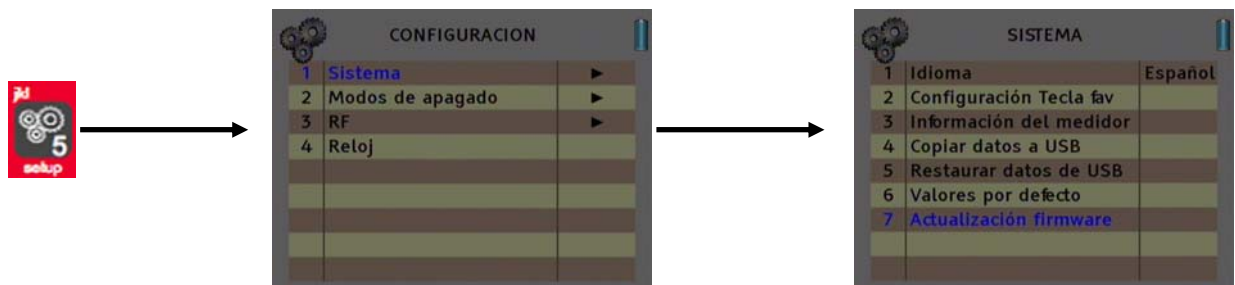 jkl
5
setup
CONFIGURACION
1 Sistema
2 Modos de apagado
3 RF
4 Reloj
SISTEMA
1 Idioma Español
2 Configuración Tecla fav
3 Información del medidor
4 Copiar datos a USB
5 Restaurar datos de USB
6 Valores por defecto
7 Actualización firmware